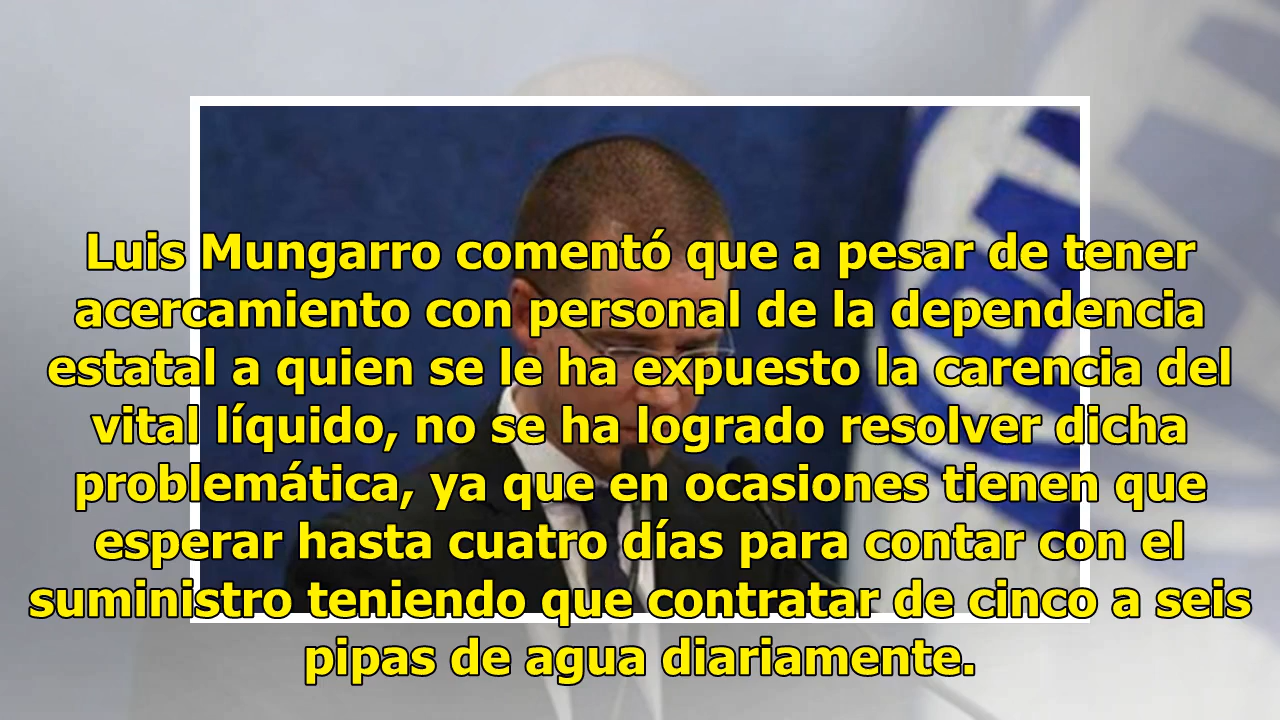 Luis Mungarro comentó que a pesar de tener
acercamiento con personal de la dependencia
estatal a quien se le ha expuesto la carencia del
vital líquido, no se ha logrado resolver dicha
problemática, ya que en ocasiones tienen que
esperar hasta cuatro días para contar con el
suministro teniendo que contratar de cinco a seis
pipas de agua diariamente.